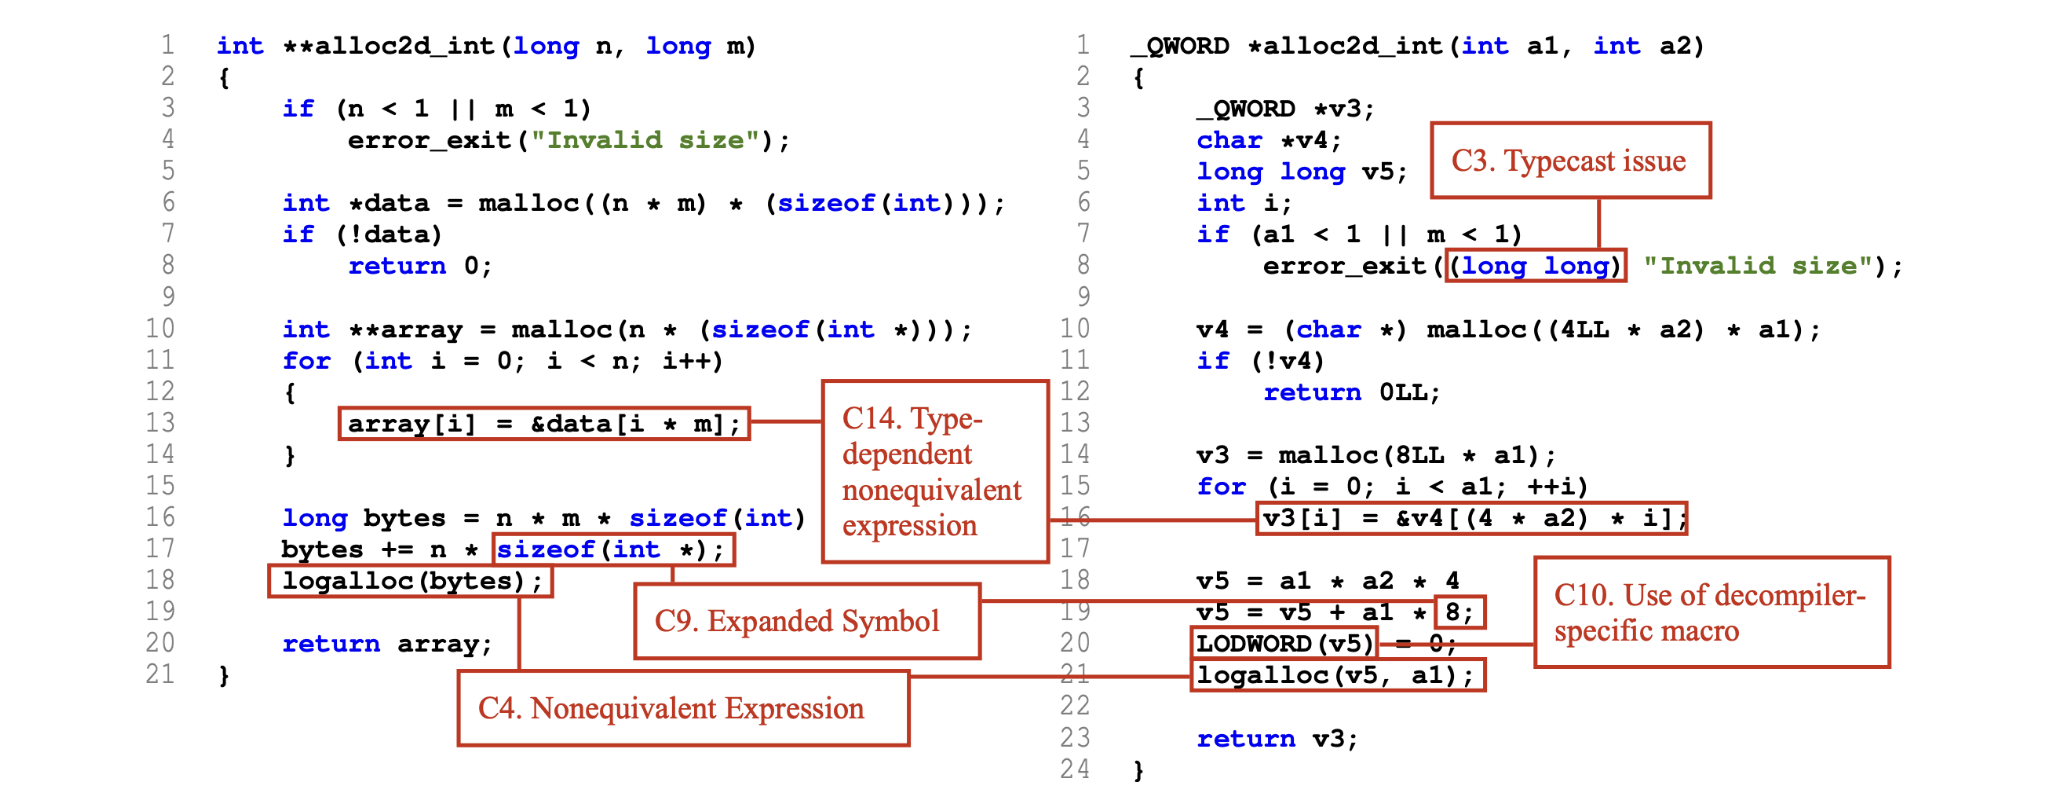 1 int **alloc2d_int(long n, long m)
2 {
3 if (n < 1 || m < 1)
4 error_exit("Invalid size");
5
6 int *data = malloc((n * m) * (sizeof(int)));
7 if (!data)
8 return 0;
9
10 int **array = malloc(n * (sizeof(int *)));
11 for (int i = 0; i < n; i++)
12 {
13 array[i] = &data[i * m];
14 }
15
16 long bytes = n * m * sizeof(int)
17 bytes += n * sizeof(int *);
18 logalloc(bytes);
19
20 return array;
21 }
C14. Type-
dependent
nonequivalent
expression
C9. Expanded Symbol
C4. Nonequivalent Expression
1 _QWORD *alloc2d_int(int a1, int a2)
2 {
3 _QWORD *v3;
4 char *v4;
5 long long v5;
6 int i;
7 if (a1 < 1 || m < 1)
8 error_exit((long long) "Invalid size");
9
10 v4 = (char *) malloc((4LL * a2) * a1);
11 if (!v4)
12 return 0LL;
13
14 v3 = malloc(8LL * a1);
15 for (i = 0; i < a1; ++i)
16 v3[i] = &v4[(4 * a2) * i];
17
18 v5 = a1 * a2 * 4
19 v5 = v5 + a1 * 8;
20 LODWORD(v5) = 0;
21 logalloc(v5, a1);
22
23 return v3;
24 }
C3. Typecast issue
C10. Use of decompiler-
specific macro